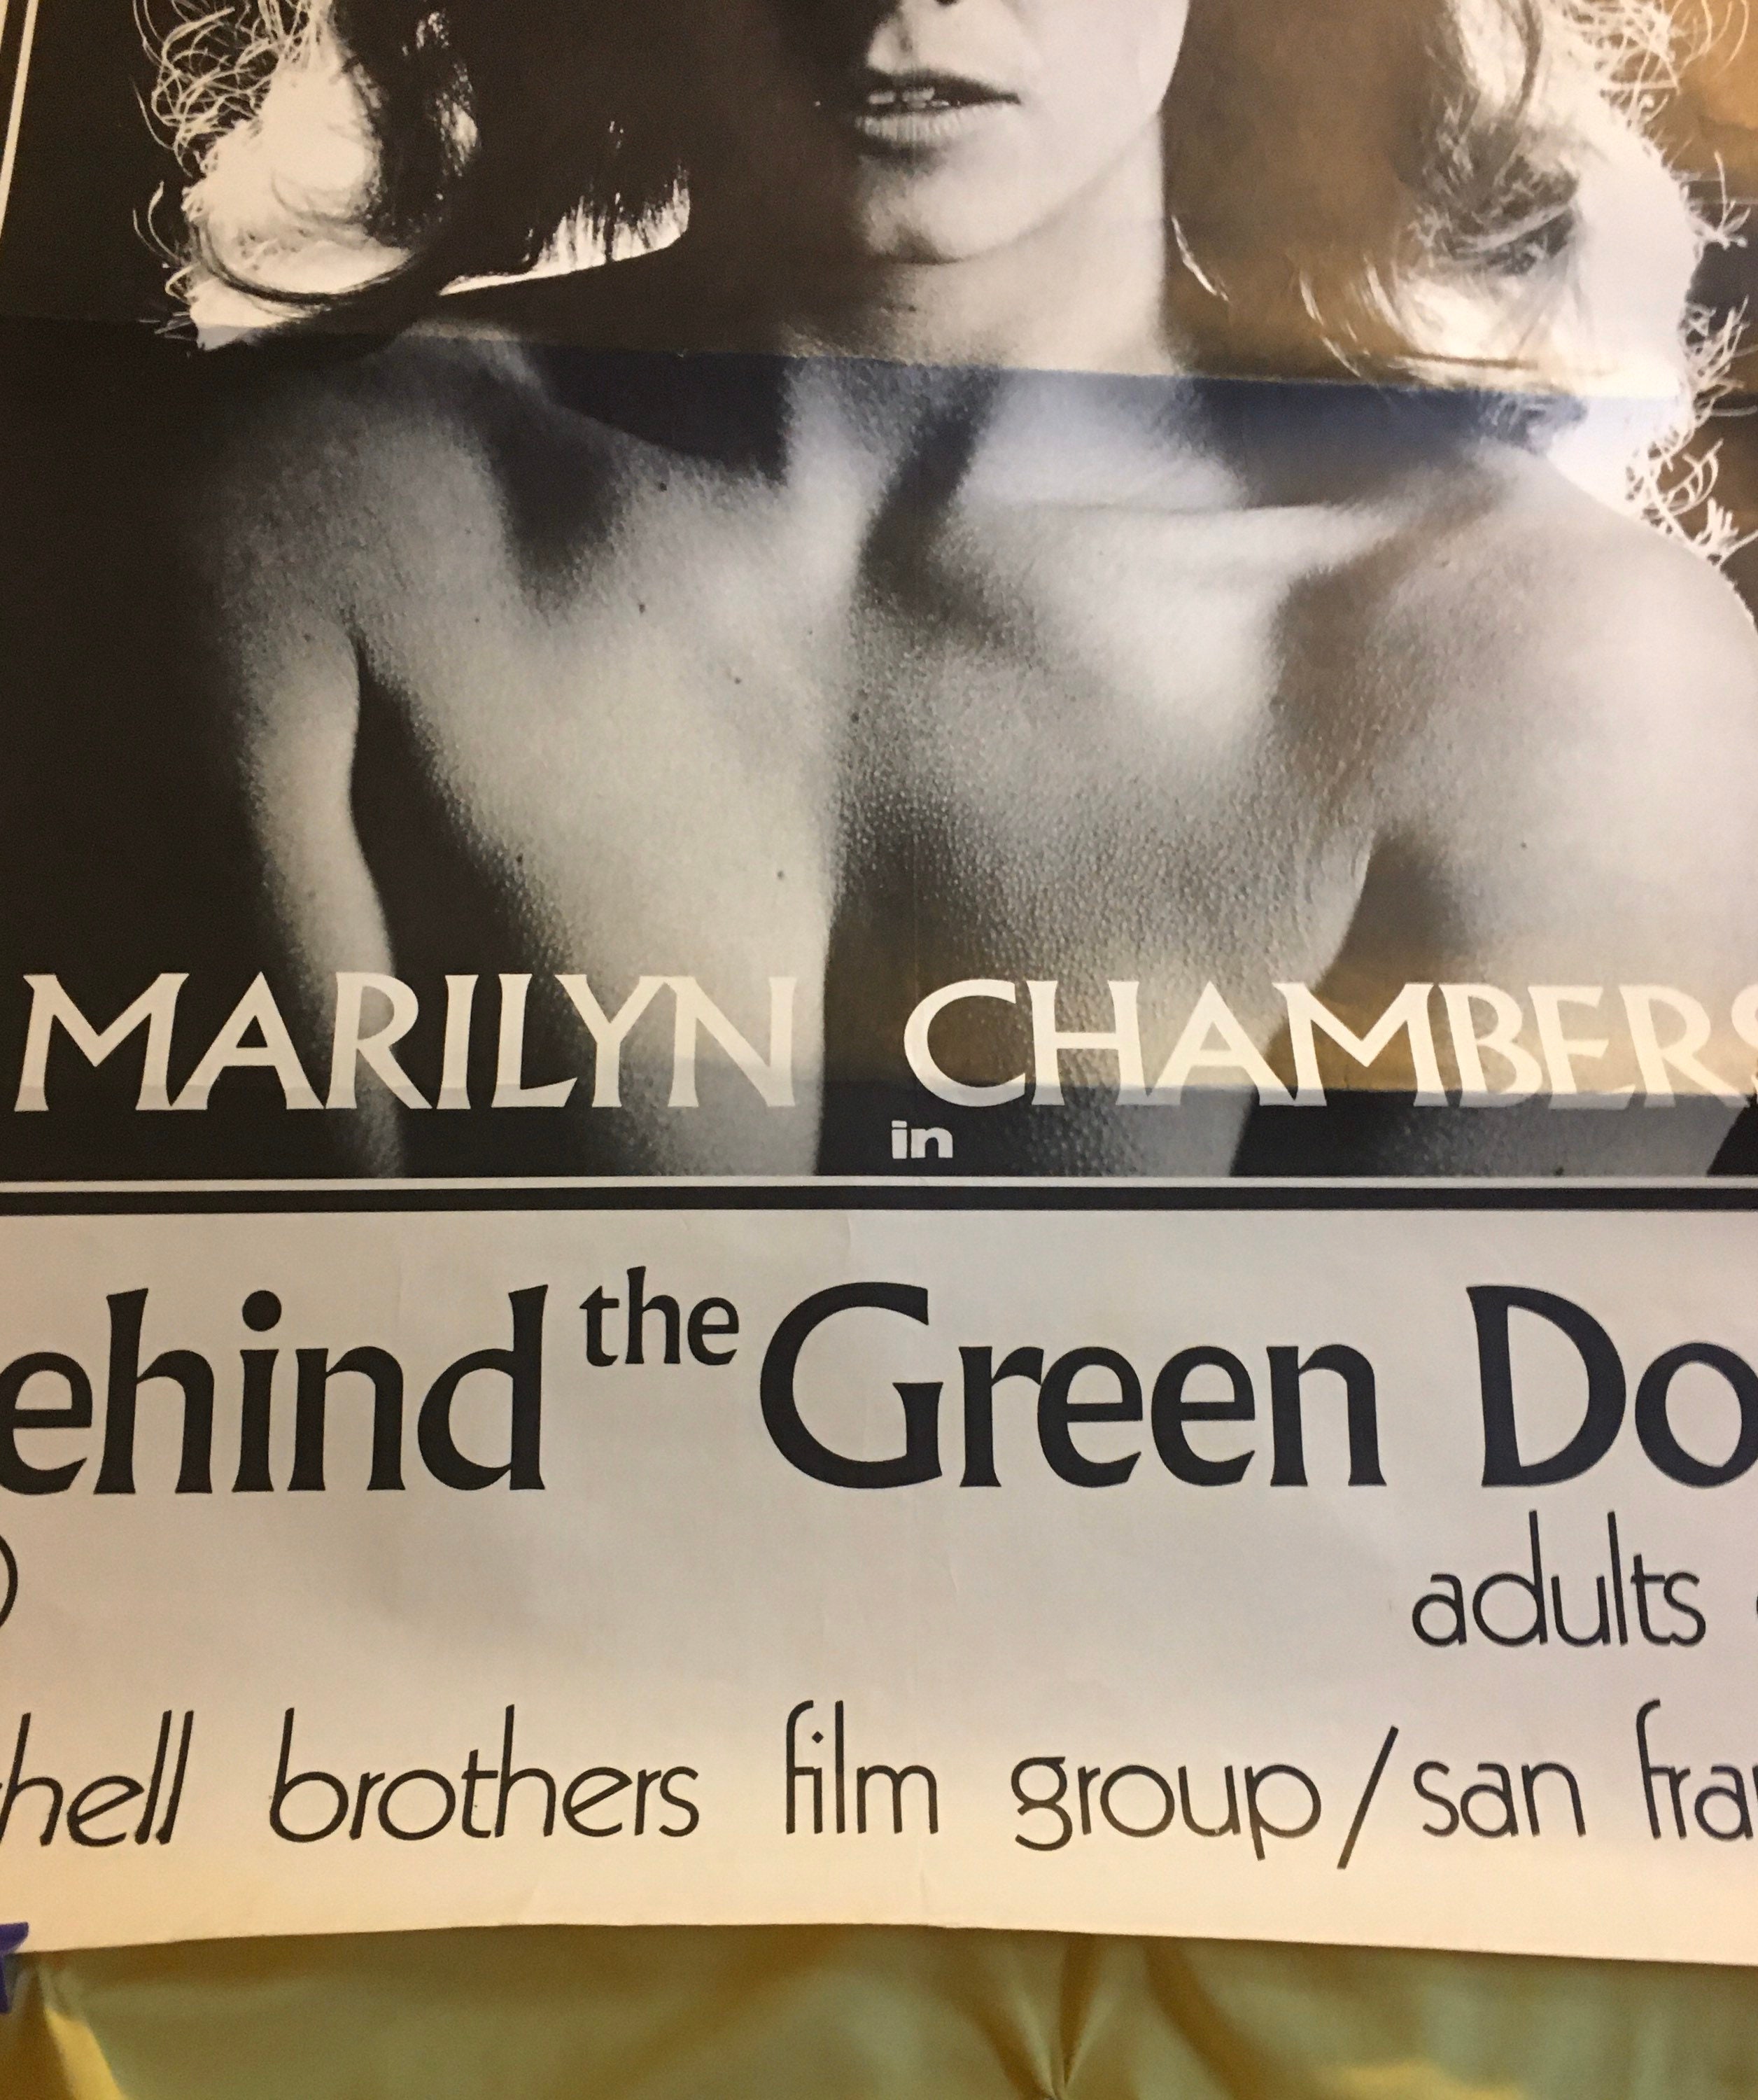 MARILYN CHAMBERS
in
ehind the Green Do
adults
hell brothers film group/san fra